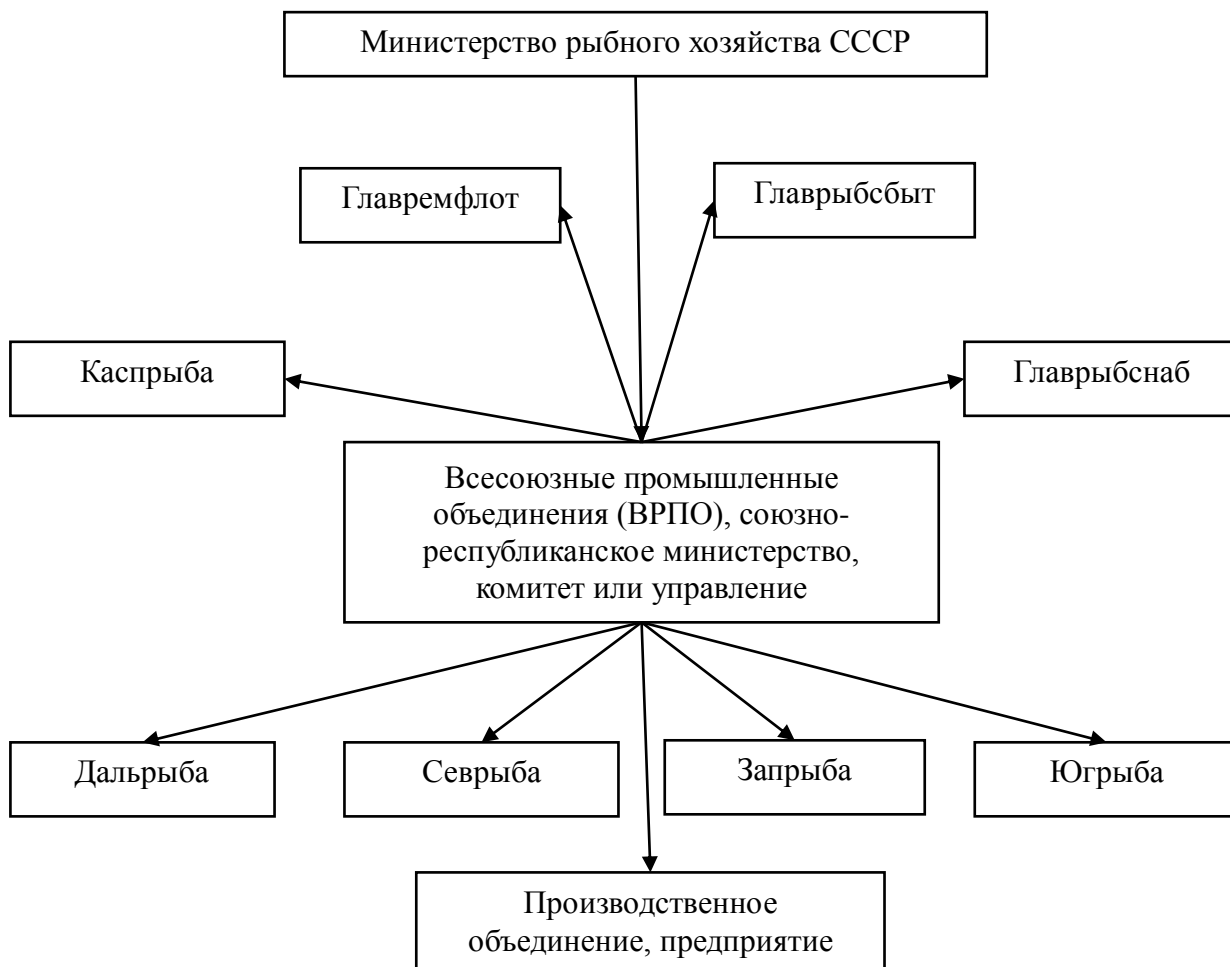 Министерство рыбного хозяйства СССР
Главремфлот
Главрыбсбыт
Каспрыба
Главрыбснаб
Всесоюзные промышленные
объединения (ВРПО), союзно-
республиканское министерство,
комитет или управление
Дальрыба
Севрыба
Запрыба
Югрыба
Производственное
объединение, предприятие